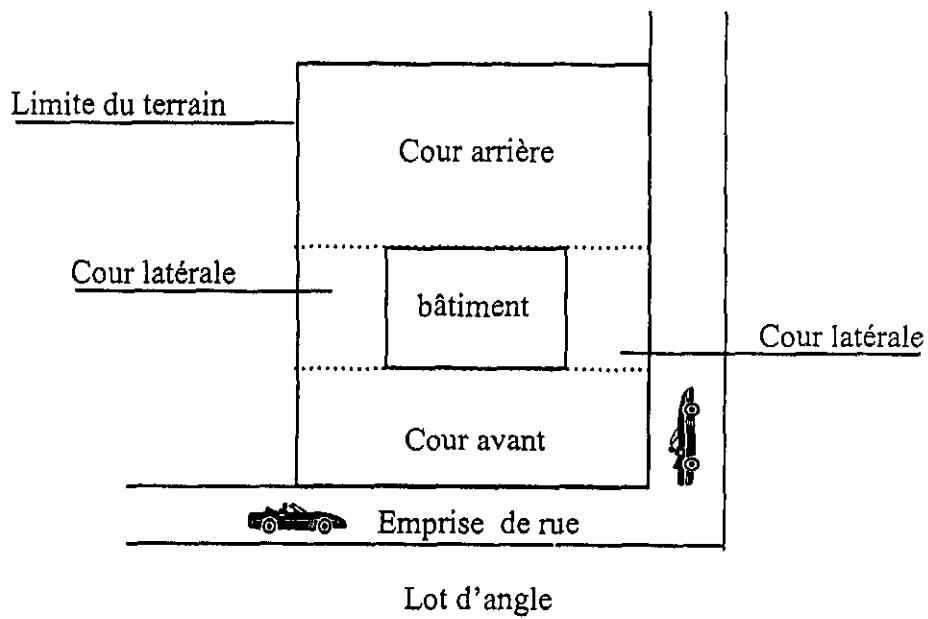 Limite du terrain
Cour arrière
Cour latérale
bâtiment
Cour latérale
Cour avant
Emprise de rue
Lot d'angle